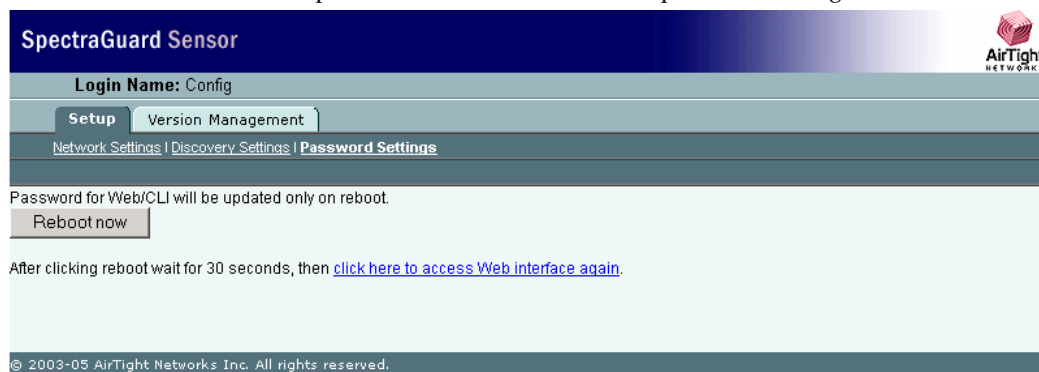 SpectraGuard Sensor
AirTigh
NETWORK
Login Name: Config
Setup Version Management
Network Settings | Discovery Settings | Password Settings
Password for Web/CLI will be updated only on reboot.
Reboot now
After clicking reboot wait for 30 seconds, then click here to access Web interface again.
© 2003-05 AirTight Networks Inc. All rights reserved.